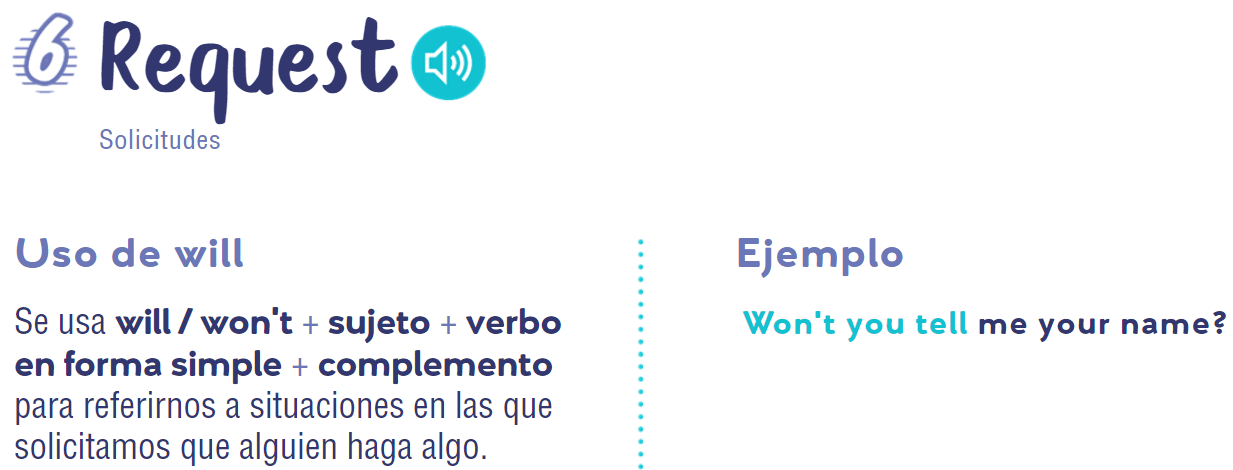 6 Request
Solicitudes
Uso de will
Se usa will / won't + sujeto + verbo
en forma simple + complemento
para referirnos a situaciones en las que
solicitamos que alguien haga algo.
Ejemplo
Won't you tell me your name?